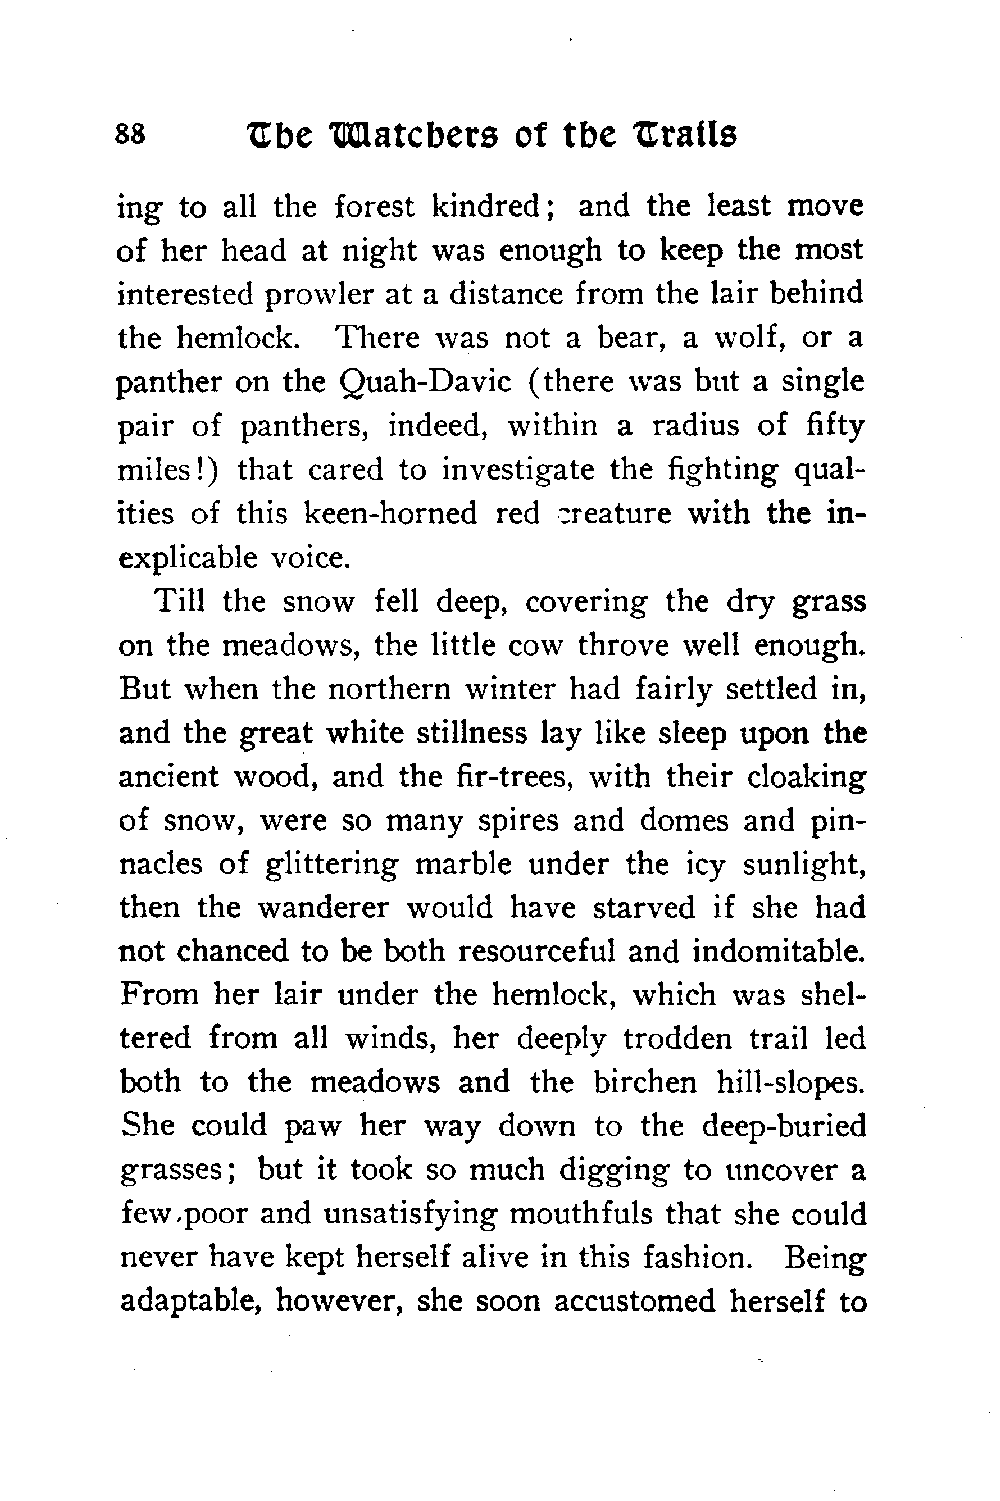 88 The Watchers of the Trails
ing to all the forest kindred; and the least move
of her head at night was enough to keep the most
interested prowler at a distance from the lair behind
the hemlock. There was not a bear, a wolf, or a
panther on the Quah-Davic (there was but a single
pair of panthers, indeed, within a radius of fifty
miles!) that cared to investigate the fighting qual-
ities of this keen-horned red creature with the in-
explicable voice.
Till the snow fell deep, covering the dry grass
on the meadows, the little cow throve well enough.
But when the northern winter had fairly settled in,
and the great white stillness lay like sleep upon the
ancient wood, and the fir-trees, with their cloaking
of snow, were so many spires and domes and pin-
nacles of glittering marble under the icy sunlight,
then the wanderer would have starved if she had
not chanced to be both resourceful and indomitable.
From her lair under the hemlock, which was shel-
tered from all winds, her deeply trodden trail led
both to the meadows and the birchen hill-slopes.
She could paw her way down to the deep-buried
grasses; but it took so much digging to uncover a
few poor and unsatisfying mouthfuls that she could
never have kept herself alive in this fashion. Being
adaptable, however, she soon accustomed herself to